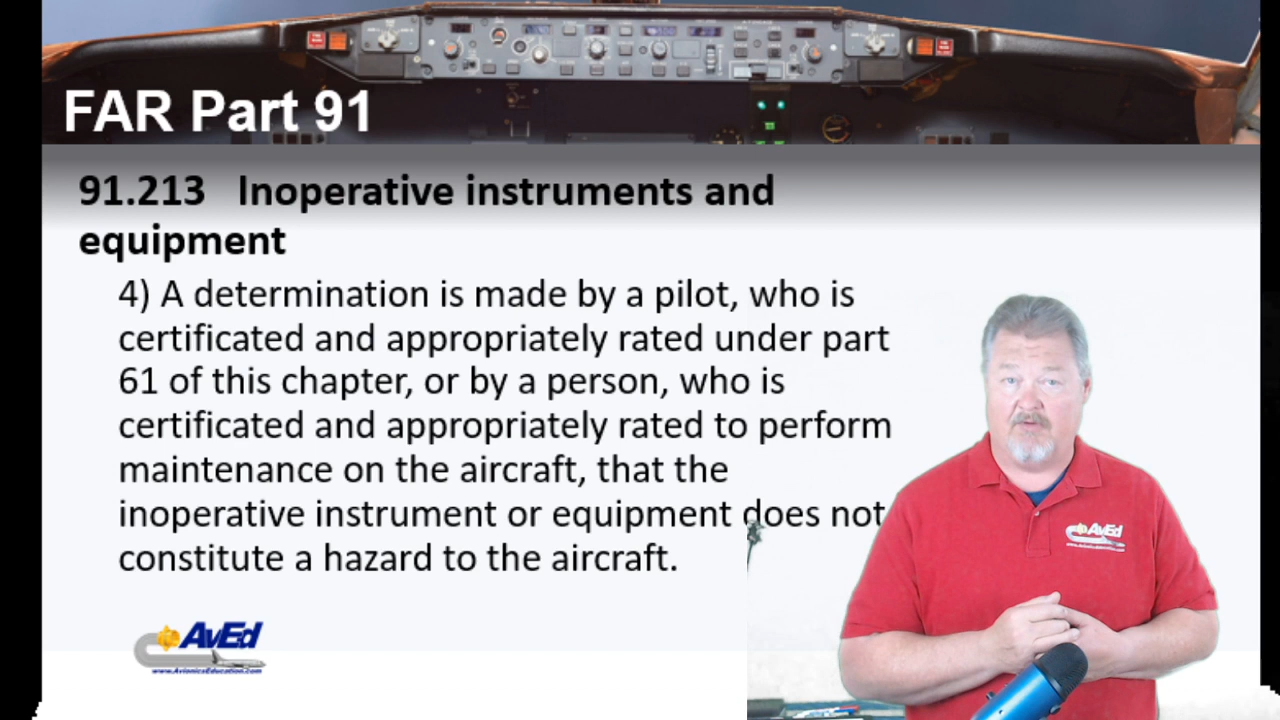 FAR Part 91
91.213 Inoperative instruments and
equipment
4) A determination is made by a pilot, who is
certificated and appropriately rated under part
61 of this chapter, or by a person, who is
certificated and appropriately rated to perform
maintenance on the aircraft, that the
inoperative instrument or equipment does not
constitute a hazard to the aircraft.
AvEd
www.AvionicsEducation.com
AvEd